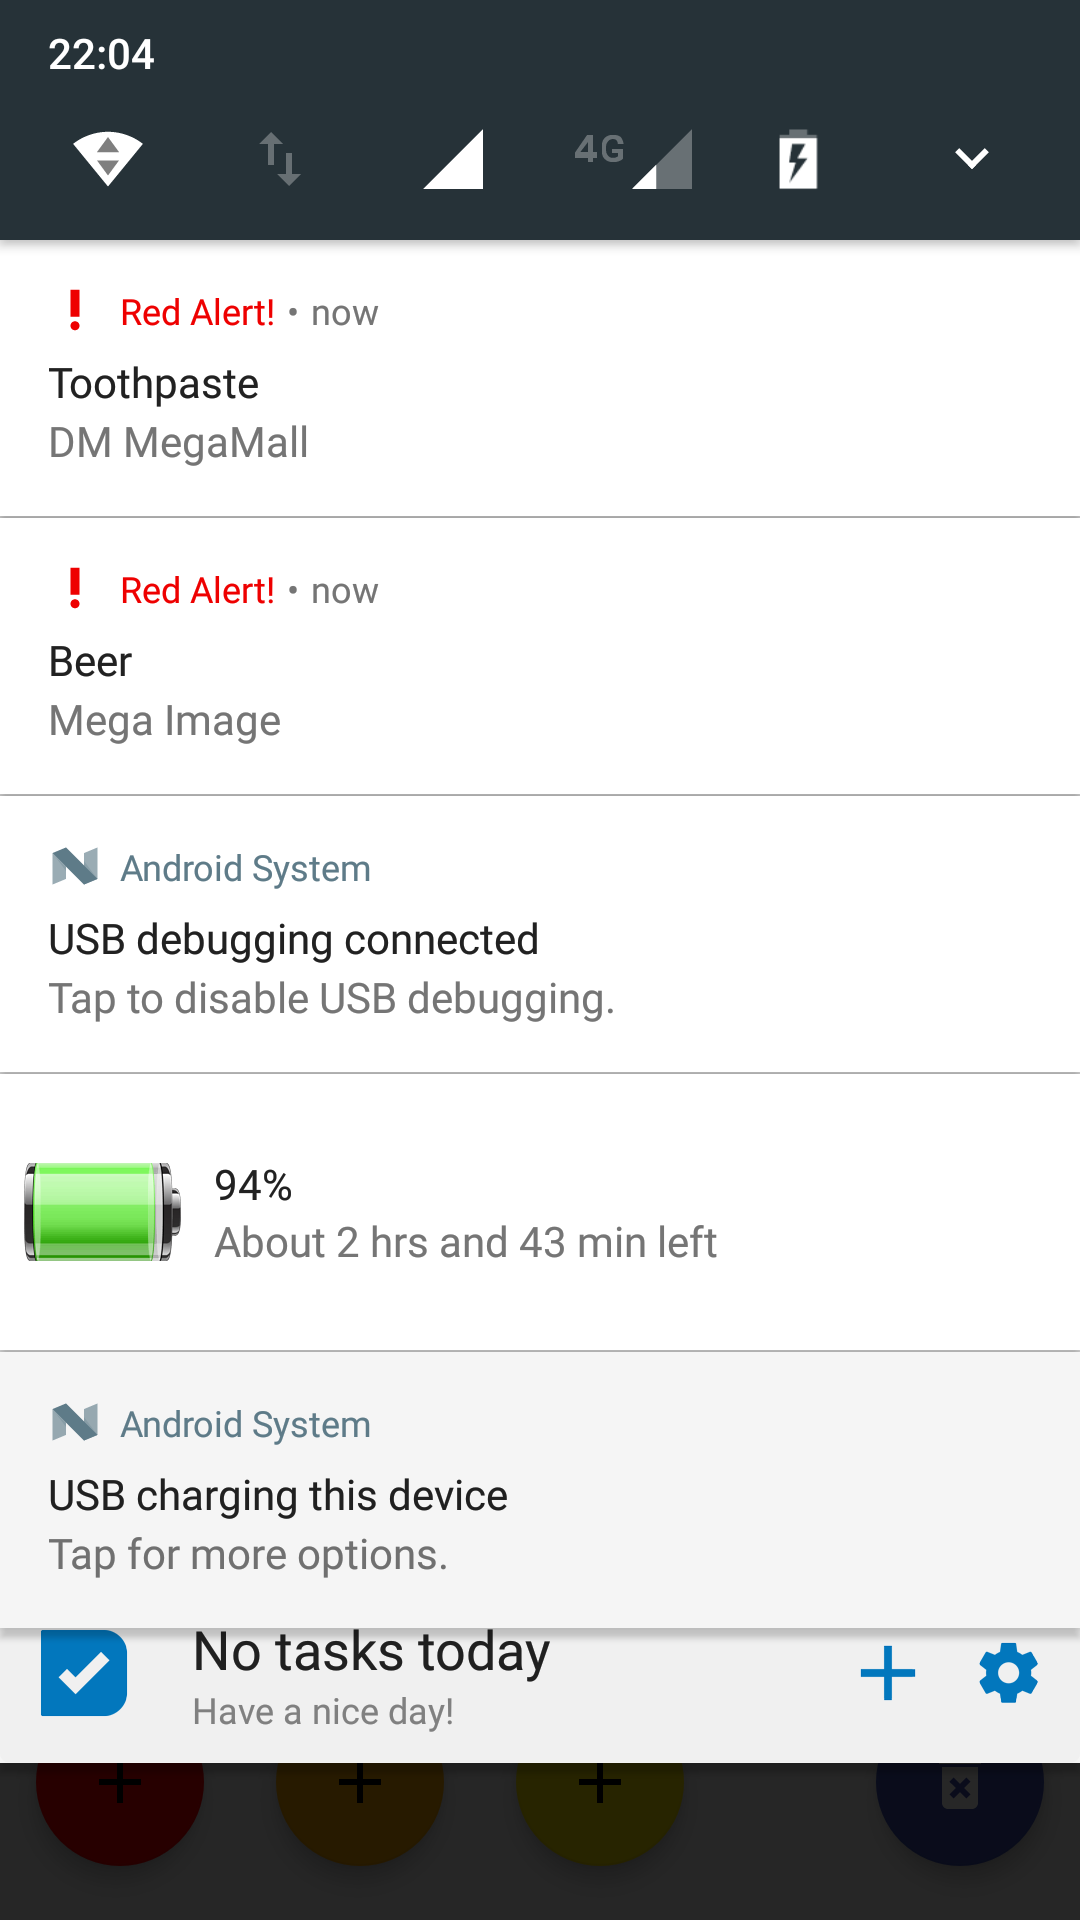 22:04
4G
Red Alert! • now
Toothpaste
DM MegaMall
Red Alert! • now
Beer
Mega Image
Android System
USB debugging connected
Tap to disable USB debugging.
94%
About 2 hrs and 43 min left
Android System
USB charging this device
Tap for more options.
No tasks today
Have a nice day!